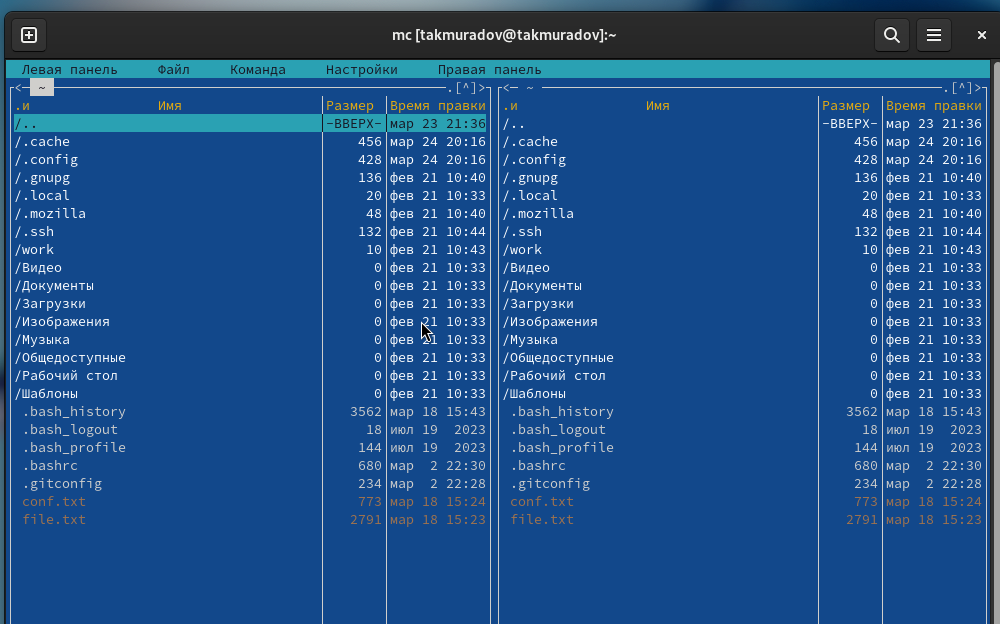 mc [takmuradov@takmuradov]:~
Левая панель Файл Команда Настройки Правая панель
<— ~ .[^]> <— ~ .[^]>
.и Имя Размер Время правки .и Имя Размер Время правки
/.. -ВВЕРХ- мар 23 21:36 /.. -ВВЕРХ- мар 23 21:36
/.cache 456 мар 24 20:16 /.cache 456 мар 24 20:16
/.config 428 мар 24 20:16 /.config 428 мар 24 20:16
/.gnupg 136 фев 21 10:40 /.gnupg 136 фев 21 10:40
/.local 20 фев 21 10:33 /.local 20 фев 21 10:33
/.mozilla 48 фев 21 10:40 /.mozilla 48 фев 21 10:40
/.ssh 132 фев 21 10:44 /.ssh 132 фев 21 10:44
/work 10 фев 21 10:43 /work 10 фев 21 10:43
/Видео 0 фев 21 10:33 /Видео 0 фев 21 10:33
/Документы 0 фев 21 10:33 /Документы 0 фев 21 10:33
/Загрузки 0 фев 21 10:33 /Загрузки 0 фев 21 10:33
/Изображения 0 фев 21 10:33 /Изображения 0 фев 21 10:33
/Музыка 0 фев 21 10:33 /Музыка 0 фев 21 10:33
/Общедоступные 0 фев 21 10:33 /Общедоступные 0 фев 21 10:33
/Рабочий стол 0 фев 21 10:33 /Рабочий стол 0 фев 21 10:33
/Шаблоны 0 фев 21 10:33 /Шаблоны 0 фев 21 10:33
.bash_history 3562 мар 18 15:43 .bash_history 3562 мар 18 15:43
.bash_logout 18 июл 19 2023 .bash_logout 18 июл 19 2023
.bash_profile 144 июл 19 2023 .bash_profile 144 июл 19 2023
.bashrc 680 мар 2 22:30 .bashrc 680 мар 2 22:30
.gitconfig 234 мар 2 22:28 .gitconfig 234 мар 2 22:28
conf.txt 773 мар 18 15:24 conf.txt 773 мар 18 15:24
file.txt 2791 мар 18 15:23 file.txt 2791 мар 18 15:23